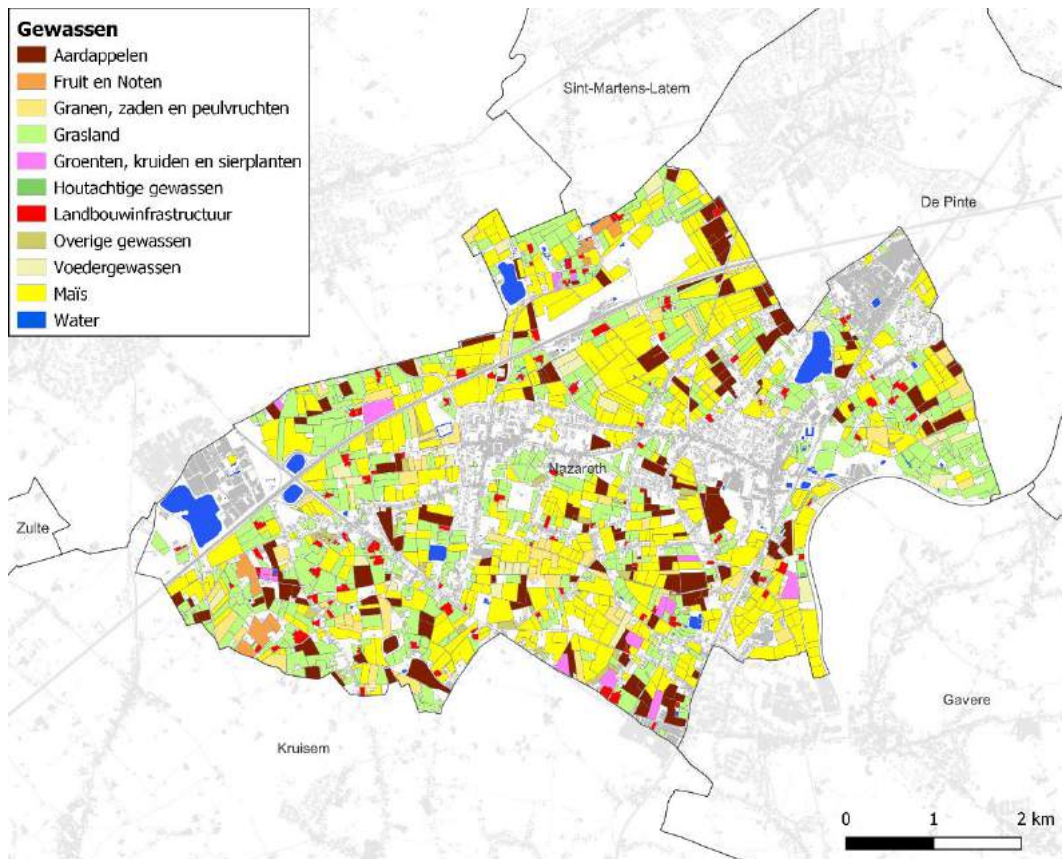 Gewassen
Aardappelen
Fruit en Noten
Granen, zaden en peulvruchten
Grasland
Groenten, kruiden en sierplanten
Houtachtige gewassen
Landbouwinfrastructuur
Overige gewassen
Voedergewassen
Maïs
Water
Sint-Martens-Latem
De Pinte
Nazareth
Zulte
Gavere
Kruisem
0 1 2 km